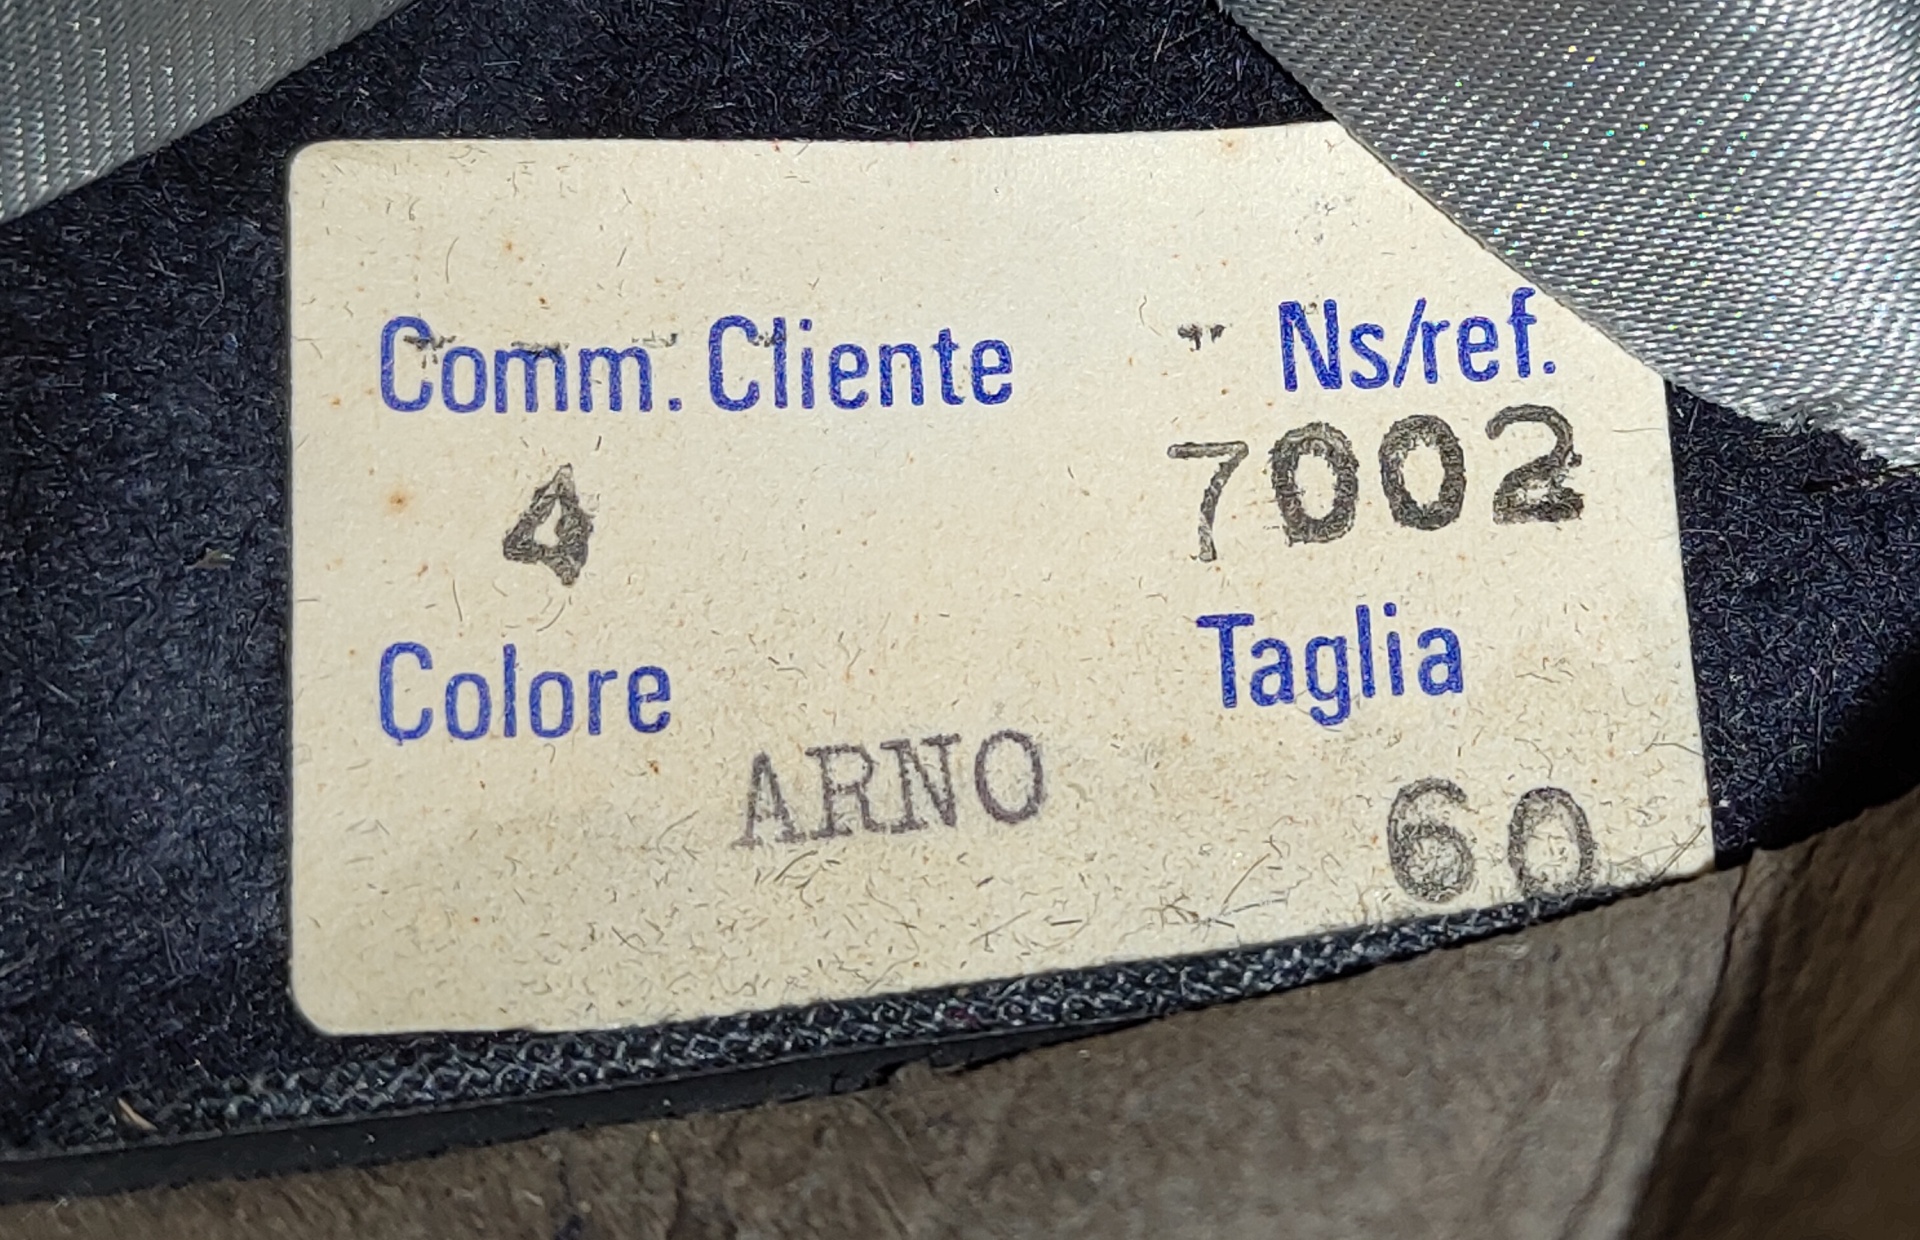 Comm. Cliente Ns/ref.
4 7002
Colore Taglia
ARNO 60